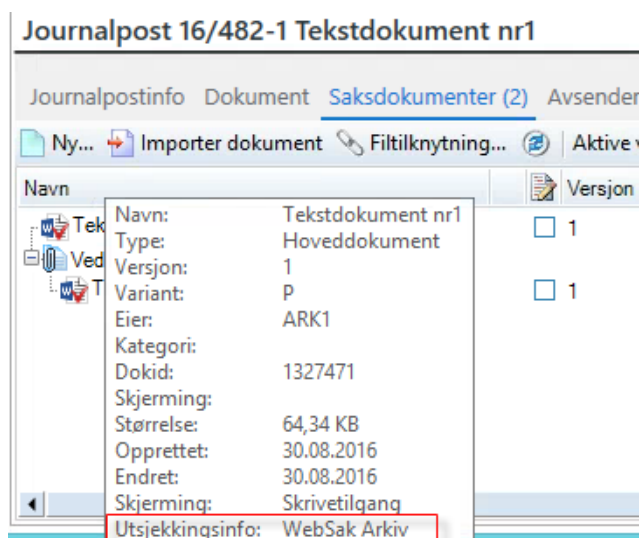 Journalpost 16/482-1 Tekstdokument nr1
Journalpostinfo Dokument Saksdokumenter (2) Avsender
Ny... Importer dokument Filtilknytning... Aktive
Navn Versjon
Tek 1
Ved
T 1
Navn: Tekstdokument nr1
Type: Hoveddokument
Versjon: 1
Variant: P
Eier: ARK1
Kategori:
Dokid: 1327471
Skjerming:
Størrelse: 64,34 KB
Opprettet: 30.08.2016
Endret: 30.08.2016
Skjerming: Skrivetilgang
Utsjekkingsinfo: WebSak Arkiv